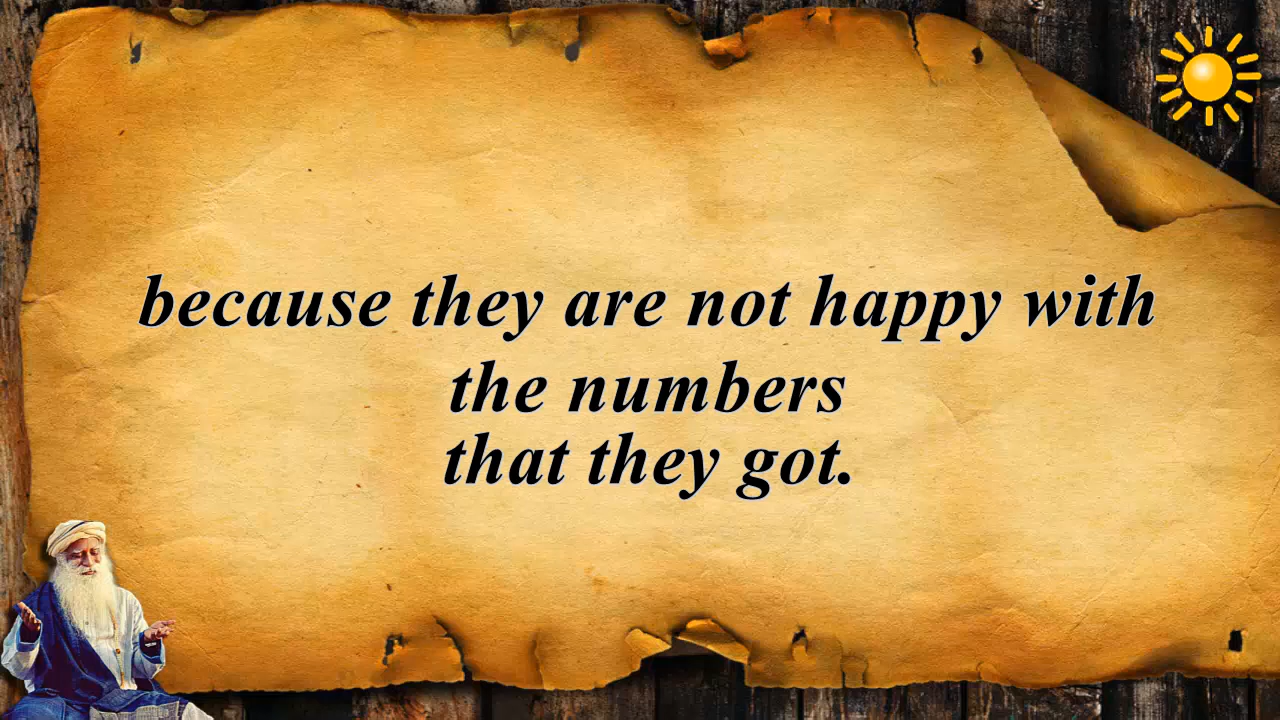 because they are not happy with
the numbers
that they got.